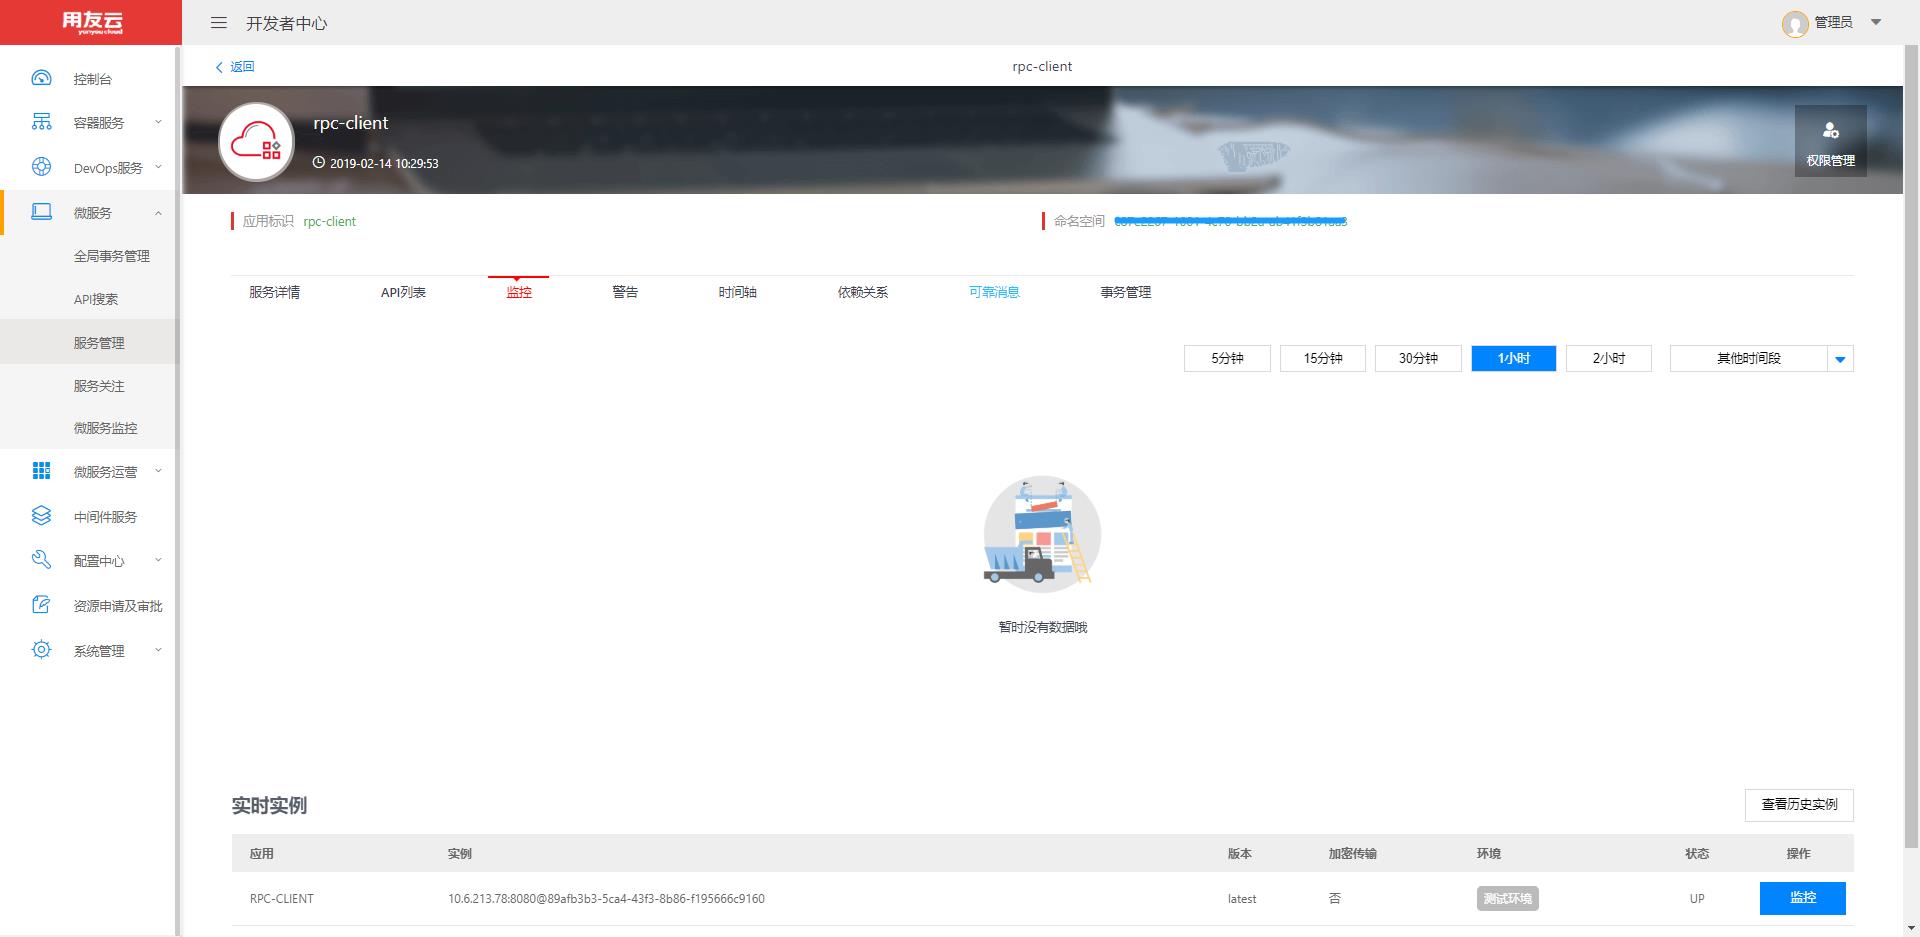 用友云
yonyou cloud
开发者中心
管理员
控制台
容器服务
DevOps服务
微服务
全局事务管理
API搜索
服务管理
服务关注
微服务监控
微服务运营
中间件服务
配置中心
资源申请及审批
系统管理
返回
rpc-client
rpc-client
2019-02-14 10:29:53
权限管理
应用标识 rpc-client
命名空间
服务详情 API列表 监控 警告 时间轴 依赖关系 可靠消息 事务管理
5分钟 15分钟 30分钟 1小时 2小时 其他时间段
暂时没有数据哦
实时实例
查看历史实例
应用 实例 版本 加密传输 环境 状态 操作
RPC-CLIENT 10.6.213.78:8080@89afb3b3-5ca4-43f3-8b86-f195666c9160 latest 否 测试环境 UP 监控